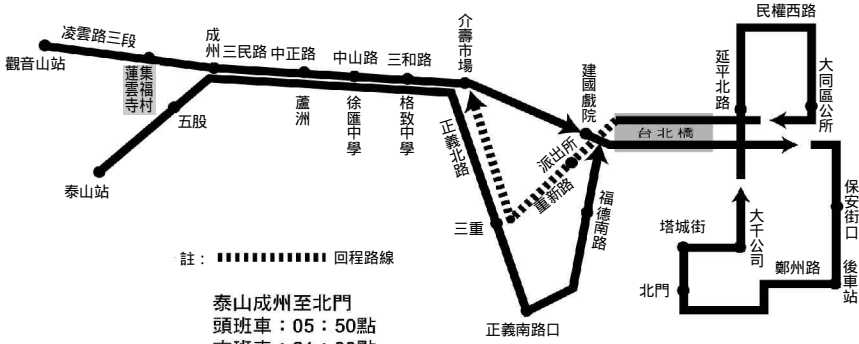 民權西路
介壽市場
成州
凌雲路三段
三民路
中正路
中山路
三和路
觀音山站
集福村
蓮雲寺
五股
蘆洲
徐匯中學
格致中學
建國戲院
延平北路
大同區公所
台北橋
正義北路
派出所
重新路
泰山站
福德南路
保安街口
三重
塔城街
大千公司
註：
回程路線
北門
鄭州路
後車站
泰山成州至北門
頭班車：05：50點
正義南路口